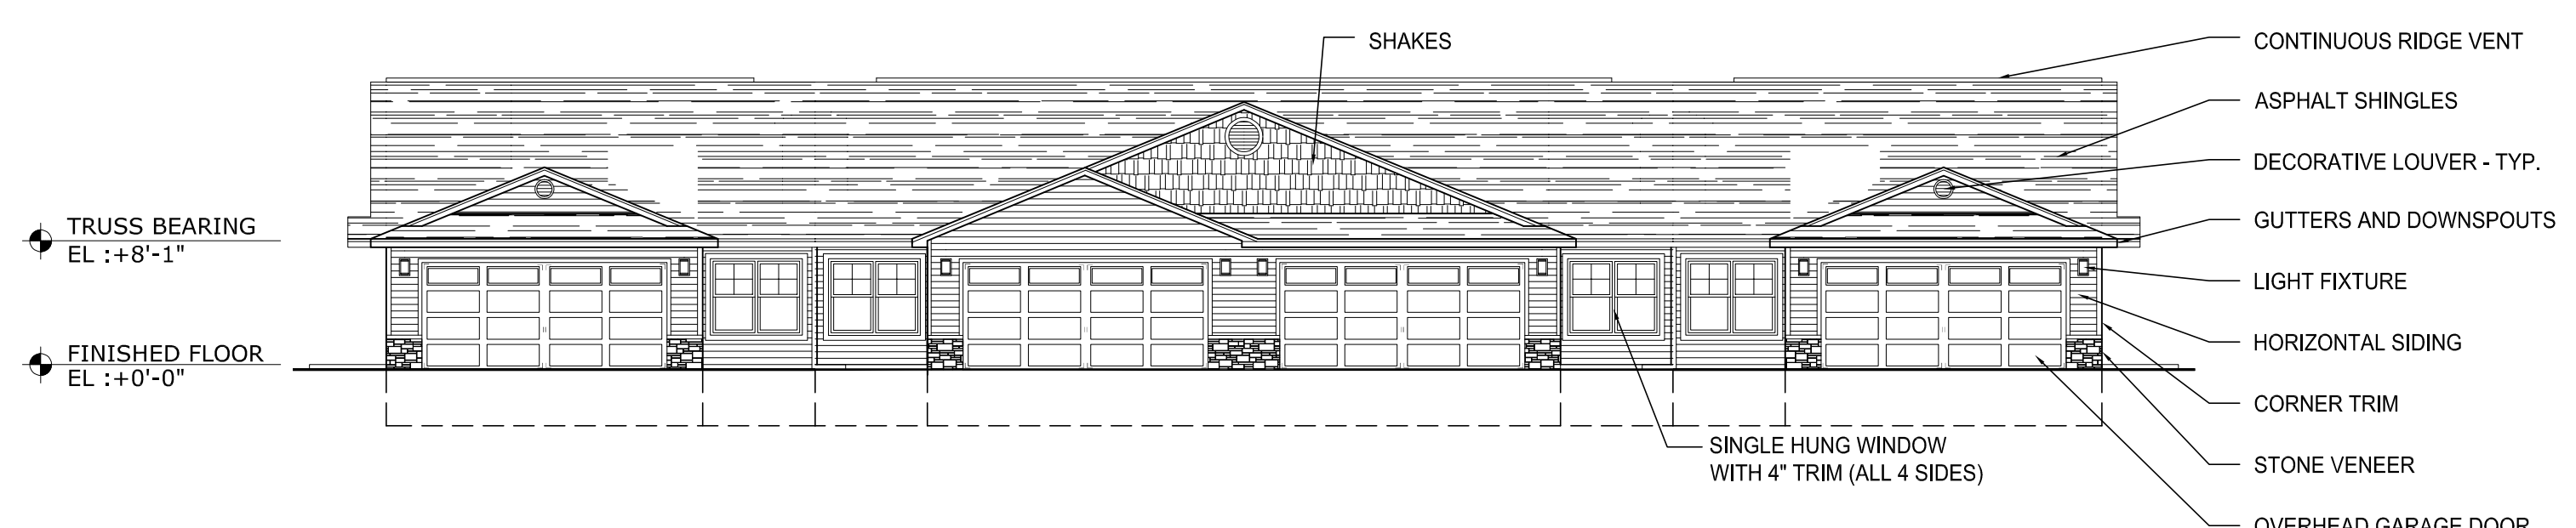 SHAKES
CONTINUOUS RIDGE VENT
ASPHALT SHINGLES
DECORATIVE LOUVER - TYP.
TRUSS BEARING
EL :+8'-1"
GUTTERS AND DOWNSPOUTS
LIGHT FIXTURE
FINISHED FLOOR
EL :+0'-0"
HORIZONTAL SIDING
CORNER TRIM
SINGLE HUNG WINDOW
WITH 4" TRIM (ALL 4 SIDES)
STONE VENEER
OVERHEAD GARAGE DOOR